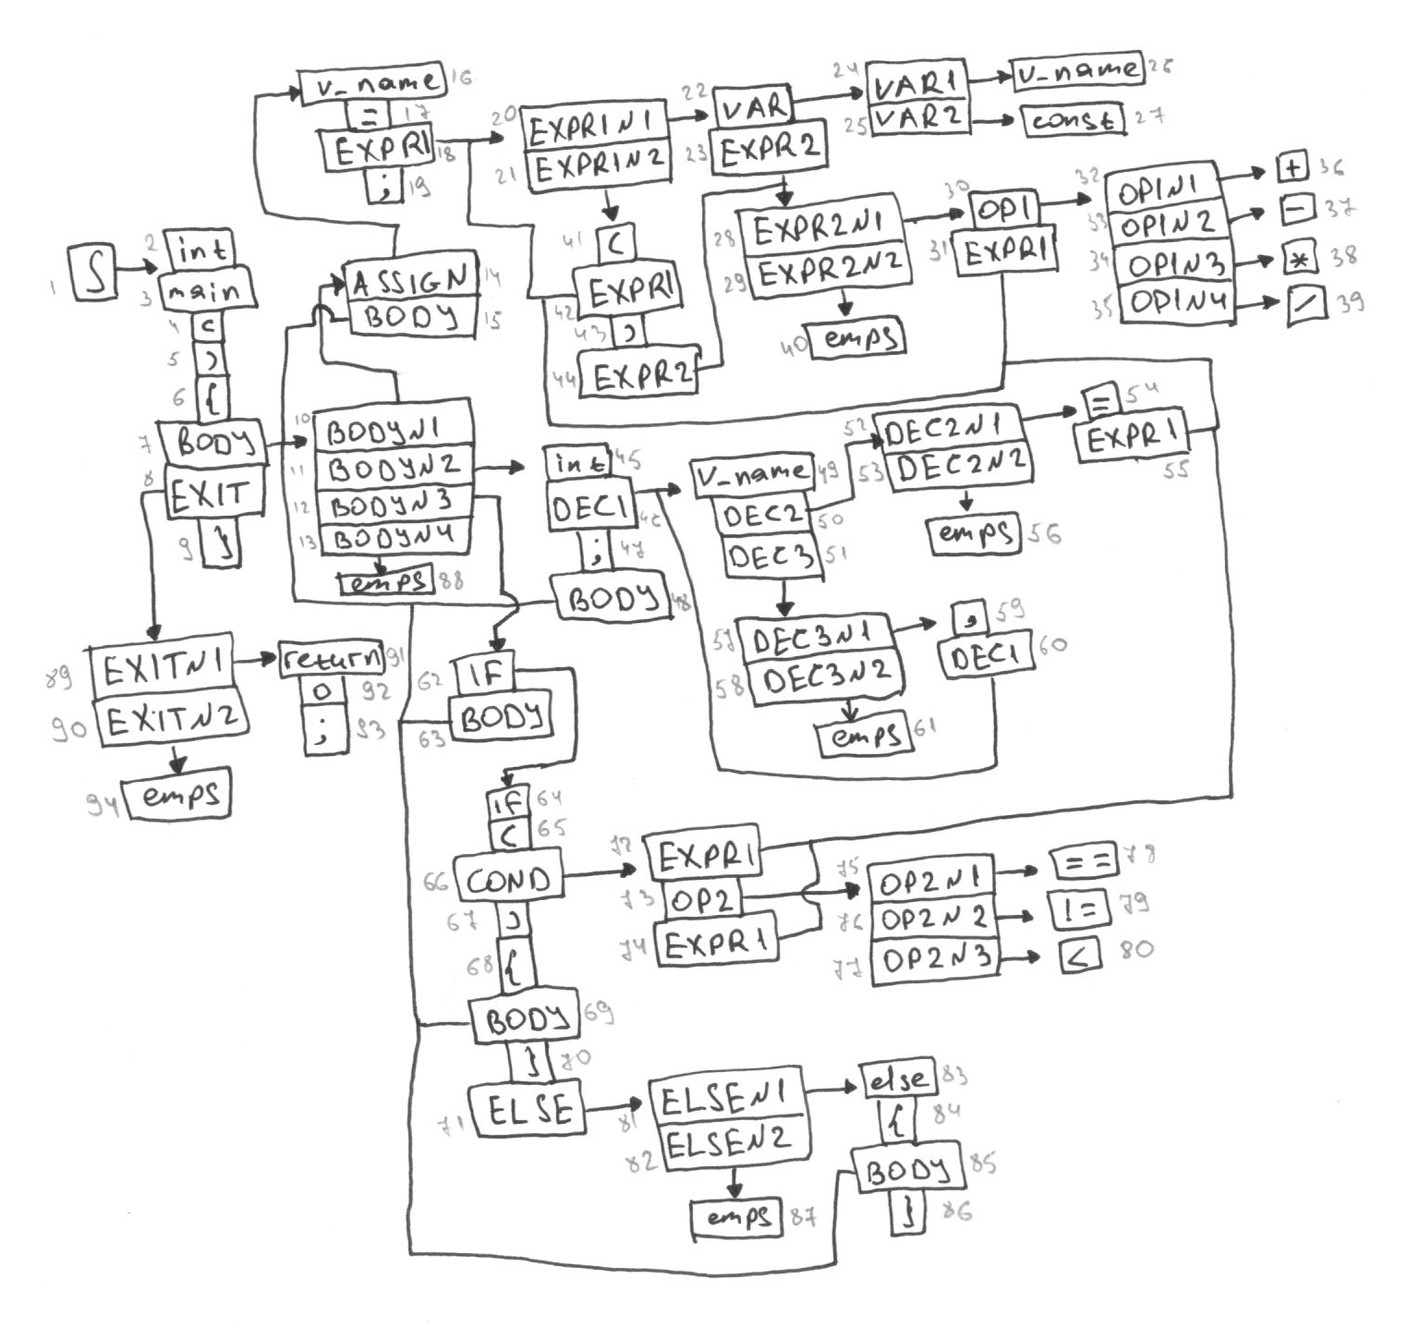 1 S
2 int
3 main
4 (
5 )
6 {
7 BODY
8 EXIT
9 }
10 BODYN1
11 BODYN2
12 BODYN3
13 BODYN4
ASSIGN 14
BODY 15
v_name 16
= 17
EXPR1 18
; 19
20 EXPR1N1
21 EXPR1N2
22 VAR
23 EXPR2
24 VAR1
25 VAR2
v_name 26
const 27
28 EXPR2N1
29 EXPR2N2
30 OP1
31 EXPR1
32 OP1N1
33 OP1N2
34 OP1N3
35 OP1N4
+ 36
- 37
* 38
/ 39
40 emps
41 (
42 EXPR1
43 )
44 EXPR2
int 45
DEC1 46
; 47
BODY 48
v_name 49
DEC2 50
DEC3 51
52 DEC2N1
53 DEC2N2
= 54
EXPR1
55
emps 56
57 DEC3N1
58 DEC3N2
, 59
DEC1 60
emps 61
62 IF
63 BODY
IF 64
( 65
66 COND
67 )
68 {
BODY 69
} 70
71 ELSE
72 EXPR1
73 OP2
74 EXPR1
75 OP2N1
76 OP2N2
77 OP2N3
== 78
!= 79
< 80
81 ELSEN1
82 ELSEN2
else 83
{ 84
BODY 85
} 86
emps 87
emps 88
89 EXITN1
90 EXITN2
return 91
0 92
; 93
94 emps